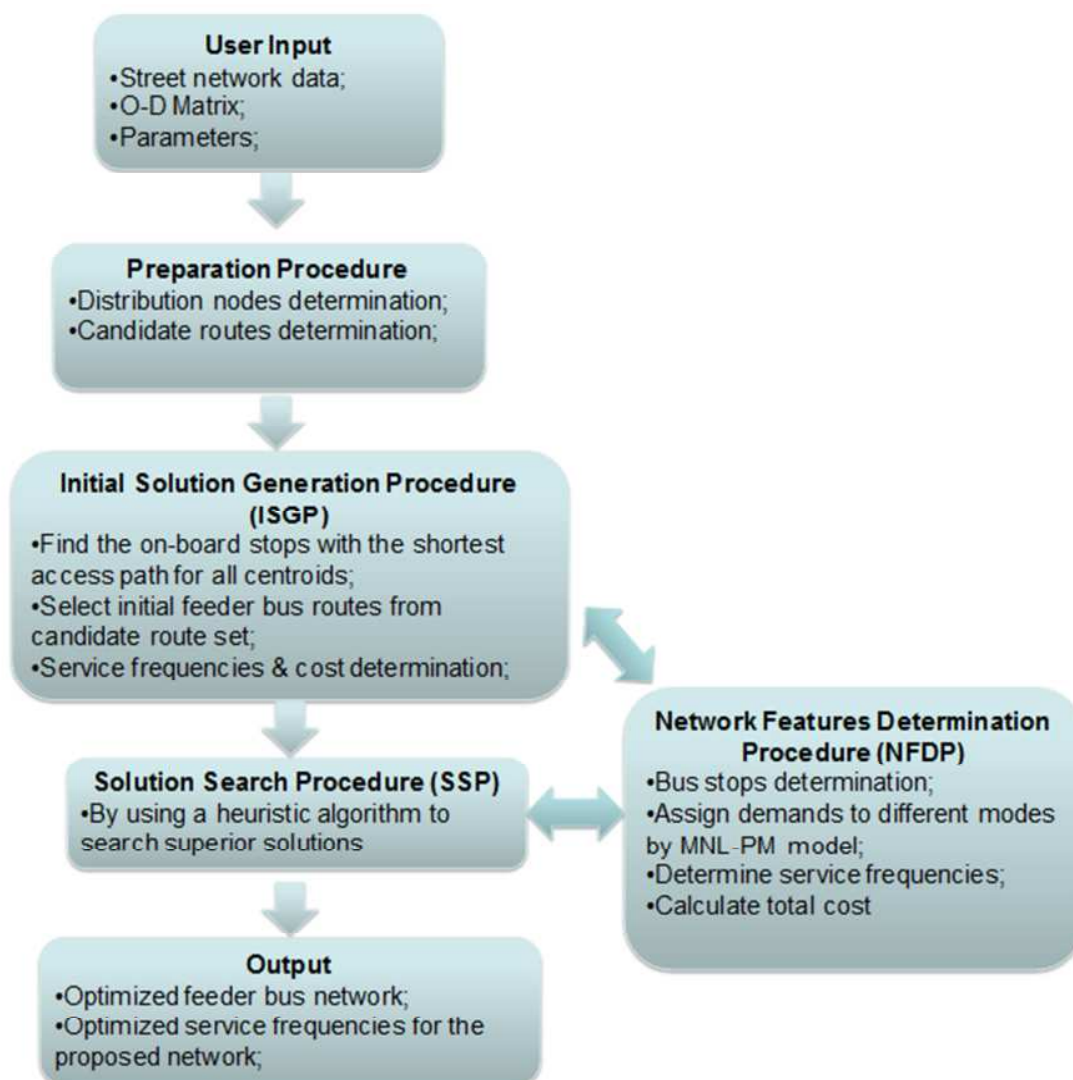 User Input
•Street network data;
•O-D Matrix;
•Parameters;
Preparation Procedure
•Distribution nodes determination;
•Candidate routes determination;
Initial Solution Generation Procedure
(ISGP)
•Find the on-board stops with the shortest
access path for all centroids;
•Select initial feeder bus routes from
candidate route set;
•Service frequencies & cost determination;
Solution Search Procedure (SSP)
•By using a heuristic algorithm to
search superior solutions
Network Features Determination
Procedure (NFDP)
•Bus stops determination;
•Assign demands to different modes
by MNL-PM model;
•Determine service frequencies;
•Calculate total cost
Output
•Optimized feeder bus network;
•Optimized service frequencies for the
proposed network;